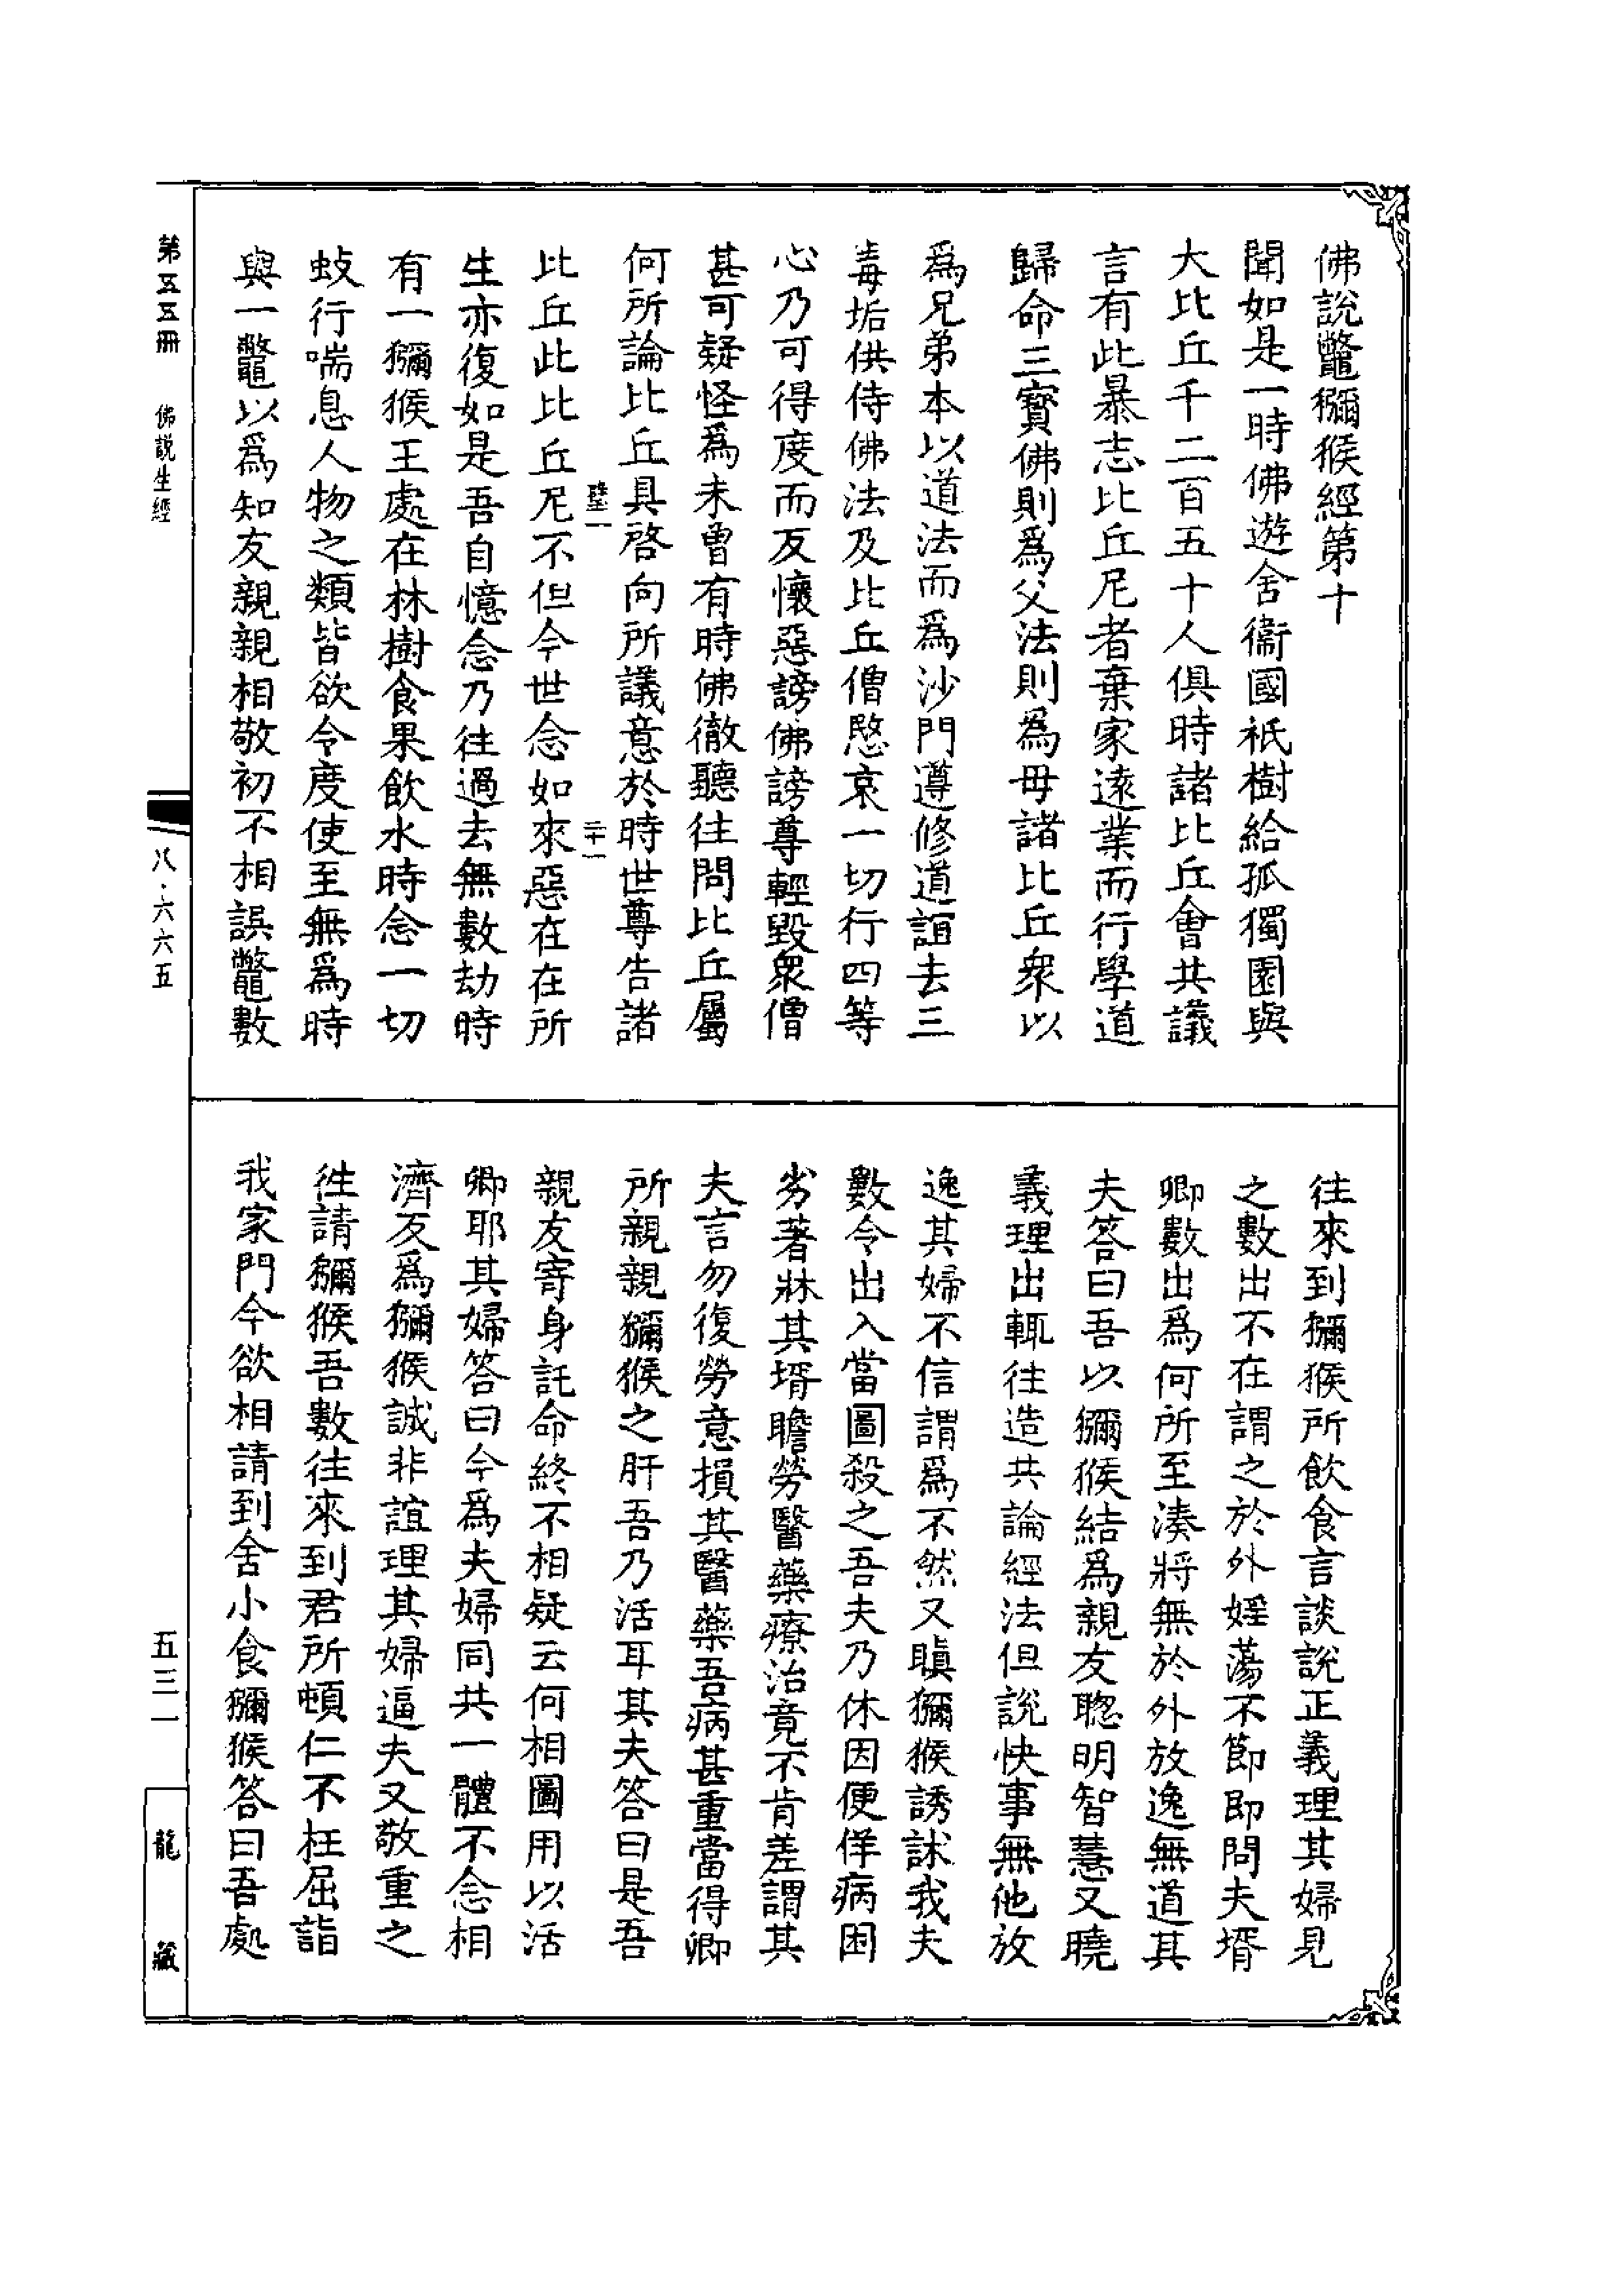 佛說鼈獼猴經第十
聞如是一時佛遊舍衞國祇樹給孤獨園與
大比丘千二百五十人俱時諸比丘會共議
言有此暴志比丘尼者棄家遠業而行學道
歸命三寶佛則爲父法則爲母諸比丘衆以
爲兄弟本以道法而爲沙門遵修道誼去三
毒垢供侍佛法及比丘僧愍哀一切行四等
心乃可得度而反懷惡謗佛謗尊輕毀衆僧
甚可疑怪爲未曾有時佛徹聽往問比丘屬
何所論比丘具啓向所議意於時世尊告諸
壁一 二十一
比丘此比丘尼不但今世念如來惡在在所
生亦復如是吾自憶念乃往過去無數劫時
有一獼猴王處在林樹食果飲水時念一切
蚑行喘息人物之類皆欲令度使至無爲時
與一鼈以爲知友親親相敬初不相誤鼈數
往來到獼猴所飲食言談說正義理其婦見
之數出不在謂之於外婬蕩不節即問夫壻
卿數出爲何所至湊將無於外放逸無道其
夫答曰吾以獼猴結爲親友聰明智慧又曉
義理出輒往造共論經法但說快事無他放
逸其婦不信謂爲不然又瞋獼猴誘訹我夫
數令出入當圖殺之吾夫乃休因便佯病困
劣著牀其壻瞻勞醫藥療治竟不肯差謂其
夫言勿復勞意損其醫藥吾病甚重當得卿
所親親獼猴之肝吾乃活耳其夫答曰是吾
親友寄身託命終不相疑云何相圖用以活
卿耶其婦答曰今爲夫婦同共一體不念相
濟反爲獼猴誠非誼理其婦逼夫又敬重之
往請獼猴吾數往來到君所頓仁不枉屈詣
我家門今欲相請到舍小食獼猴答曰吾處
第五五冊 佛說生經
八·六六五
五三一
龍藏